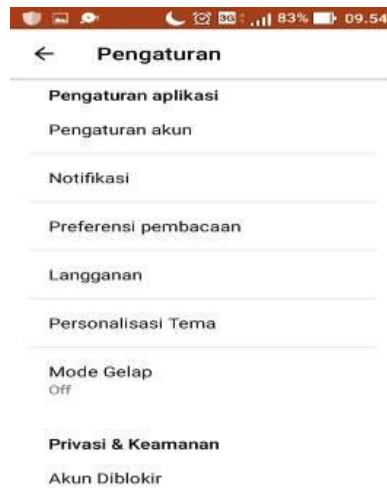 3G 83% 09.54
Pengaturan
Pengaturan aplikasi
Pengaturan akun
Notifikasi
Preferensi pembacaan
Langganan
Personalisasi Tema
Mode Gelap
Off
Privasi & Keamanan
Akun Diblokir